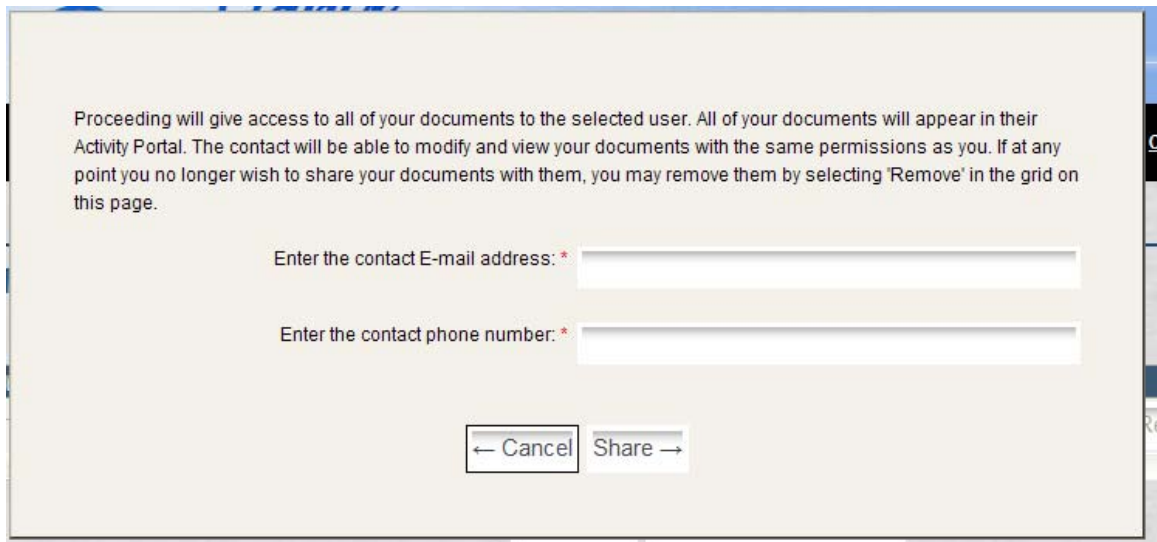 Proceeding will give access to all of your documents to the selected user. All of your documents will appear in their
Activity Portal. The contact will be able to modify and view your documents with the same permissions as you. If at any
point you no longer wish to share your documents with them, you may remove them by selecting 'Remove' in the grid on
this page.
Enter the contact E-mail address: *
Enter the contact phone number: *
← Cancel Share →